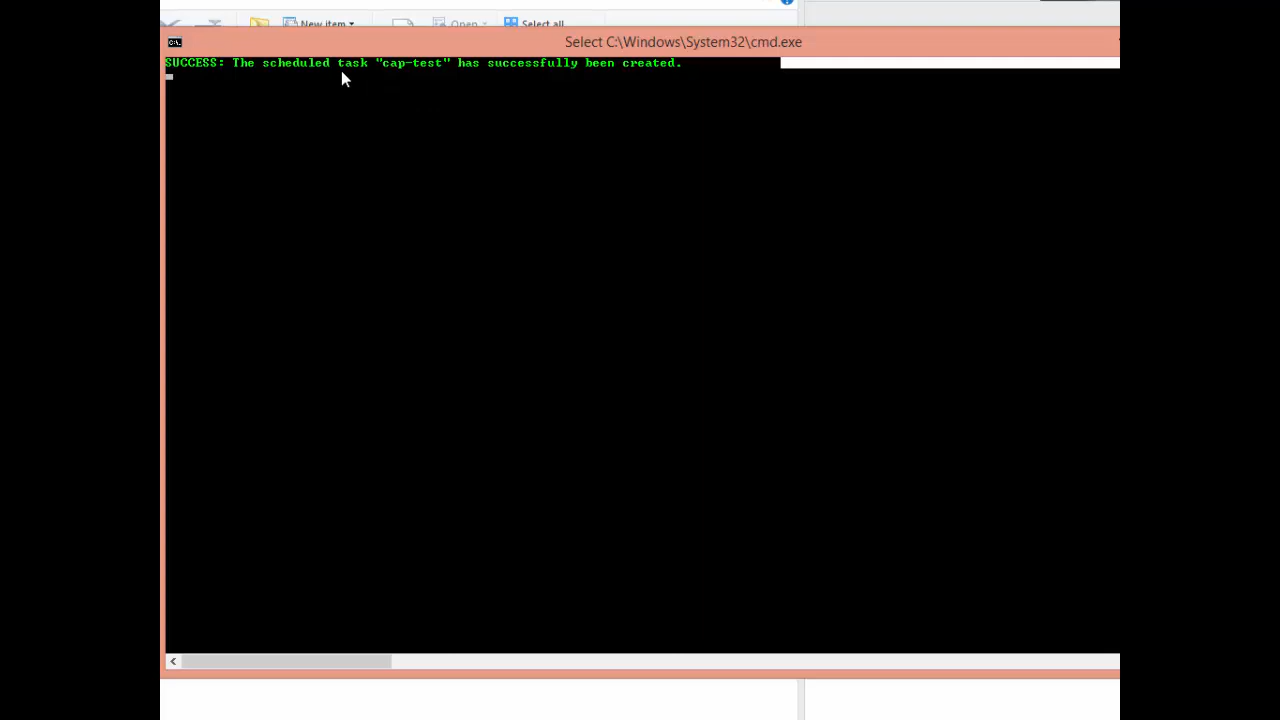 New item Open Select all
Select C:\Windows\System32\cmd.exe
SUCCESS: The scheduled task "cap-test" has successfully been created.